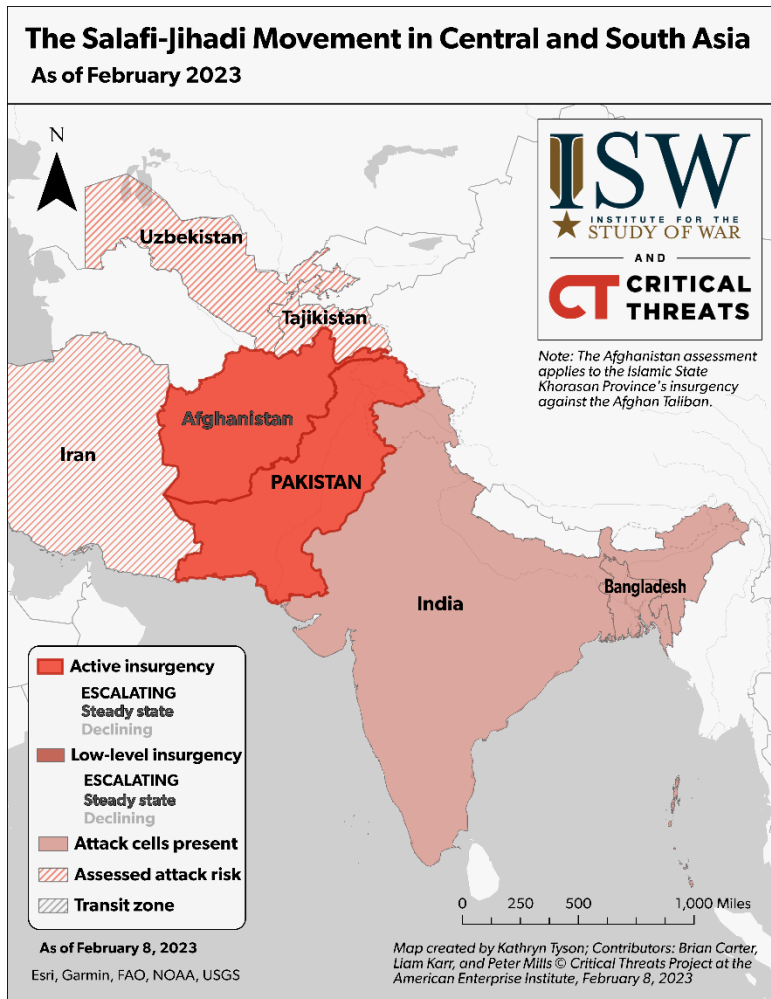 The Salafi-Jihadi Movement in Central and South Asia
As of February 2023
N
ISW
INSTITUTE FOR THE
STUDY OF WAR
AND
CT CRITICAL
THREATS
Note: The Afghanistan assessment
applies to the Islamic State
Khorasan Province's insurgency
against the Afghan Taliban.
Uzbekistan
Tajikistan
Afghanistan
Iran
PAKISTAN
India
Bangladesh
Active insurgency
ESCALATING
Steady state
Declining
Low-level insurgency
ESCALATING
Steady state
Declining
Attack cells present
Assessed attack risk
Transit zone
0 250 500 1,000 Miles
As of February 8, 2023
Esri, Garmin, FAO, NOAA, USGS
Map created by Kathryn Tyson; Contributors: Brian Carter,
Liam Karr, and Peter Mills © Critical Threats Project at the
American Enterprise Institute, February 8, 2023